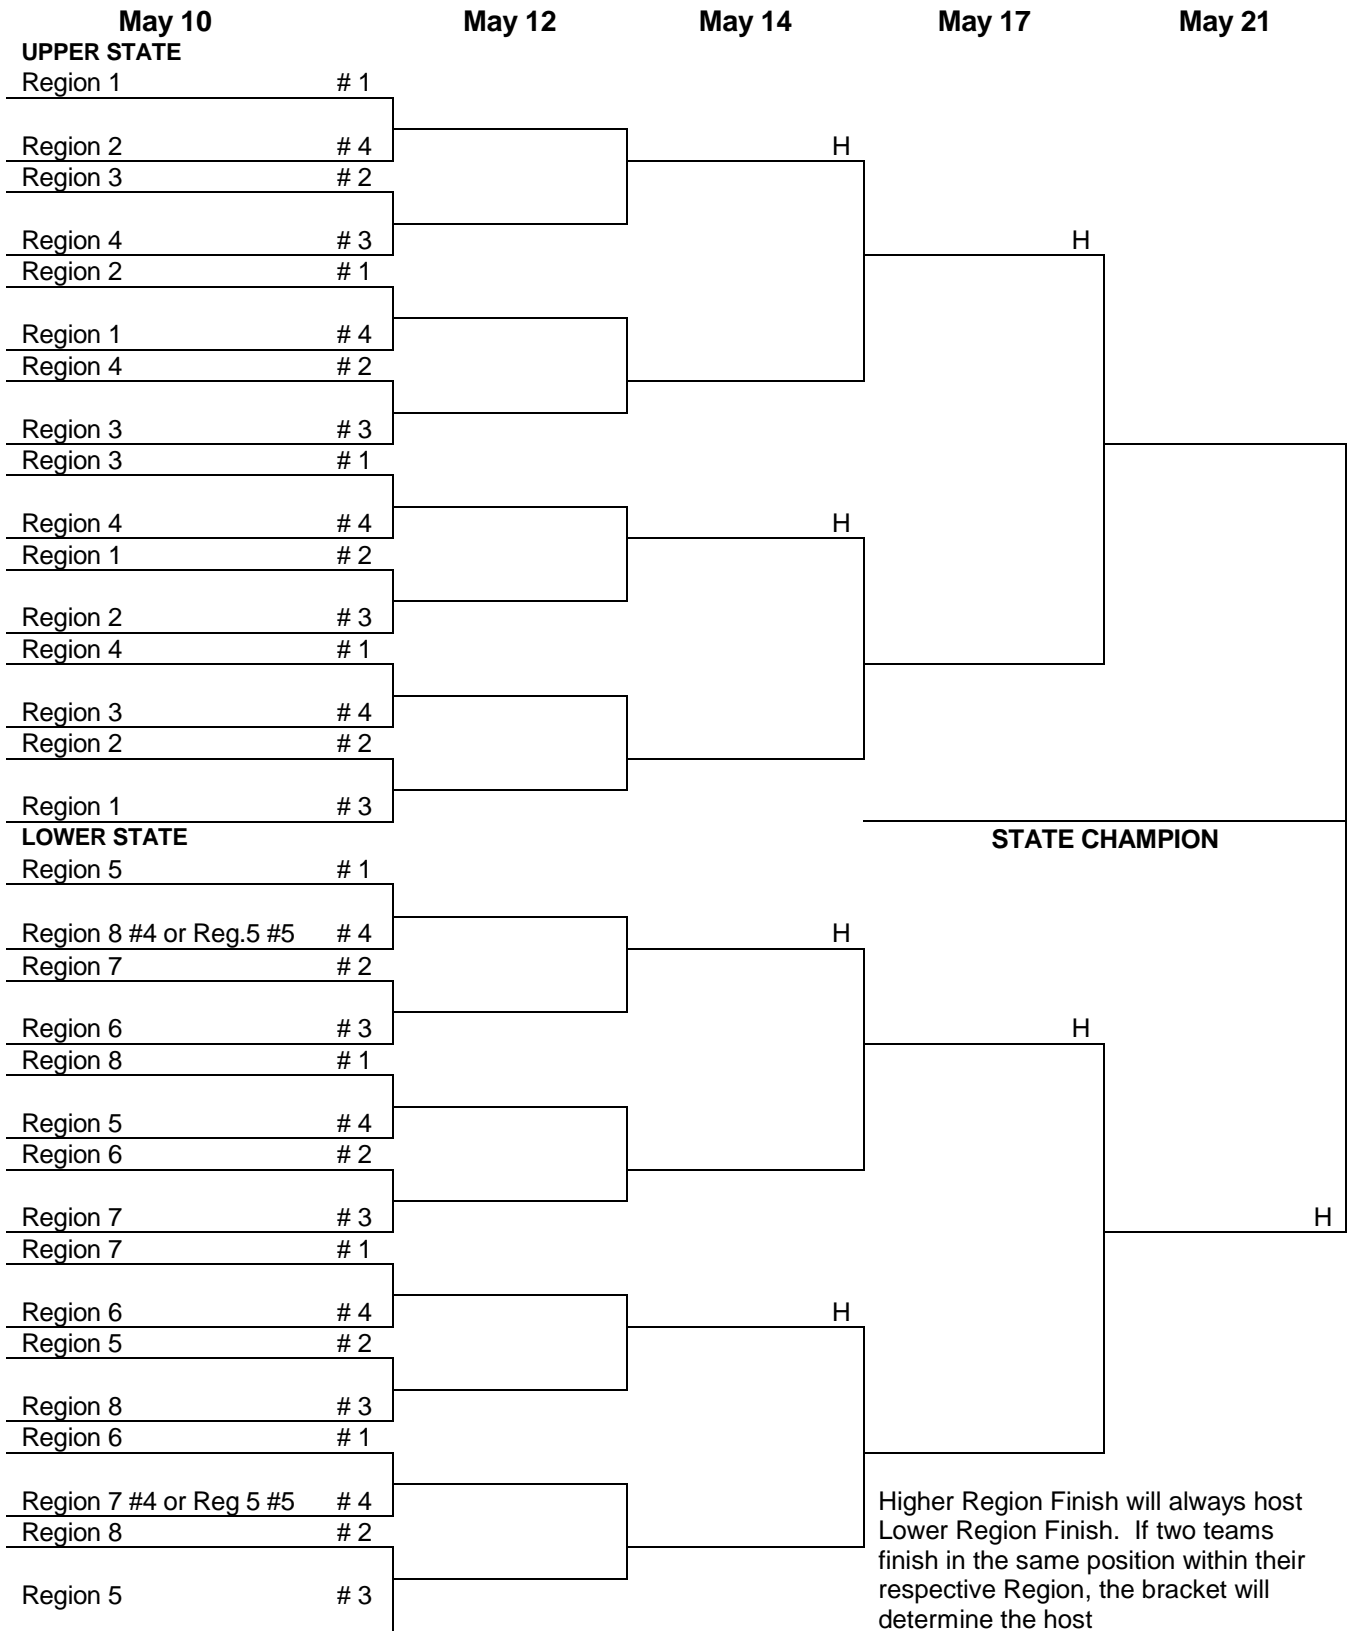 May 10 May 12 May 14 May 17 May 21
UPPER STATE
Region 1 # 1
Region 2 # 4 H
Region 3 # 2
Region 4 # 3 H
Region 2 # 1
Region 1 # 4
Region 4 # 2
Region 3 # 3
Region 3 # 1
Region 4 # 4 H
Region 1 # 2
Region 2 # 3
Region 4 # 1
Region 3 # 4
Region 2 # 2
Region 1 # 3
LOWER STATE STATE CHAMPION
Region 5 # 1
Region 8 #4 or Reg.5 #5 # 4 H
Region 7 # 2
Region 6 # 3 H
Region 8 # 1
Region 5 # 4
Region 6 # 2
Region 7 # 3 H
Region 7 # 1
Region 6 # 4 H
Region 5 # 2
Region 8 # 3
Region 6 # 1
Region 7 #4 or Reg 5 #5 # 4
Region 8 # 2
Region 5 # 3
Higher Region Finish will always host
Lower Region Finish. If two teams
finish in the same position within their
respective Region, the bracket will
determine the host